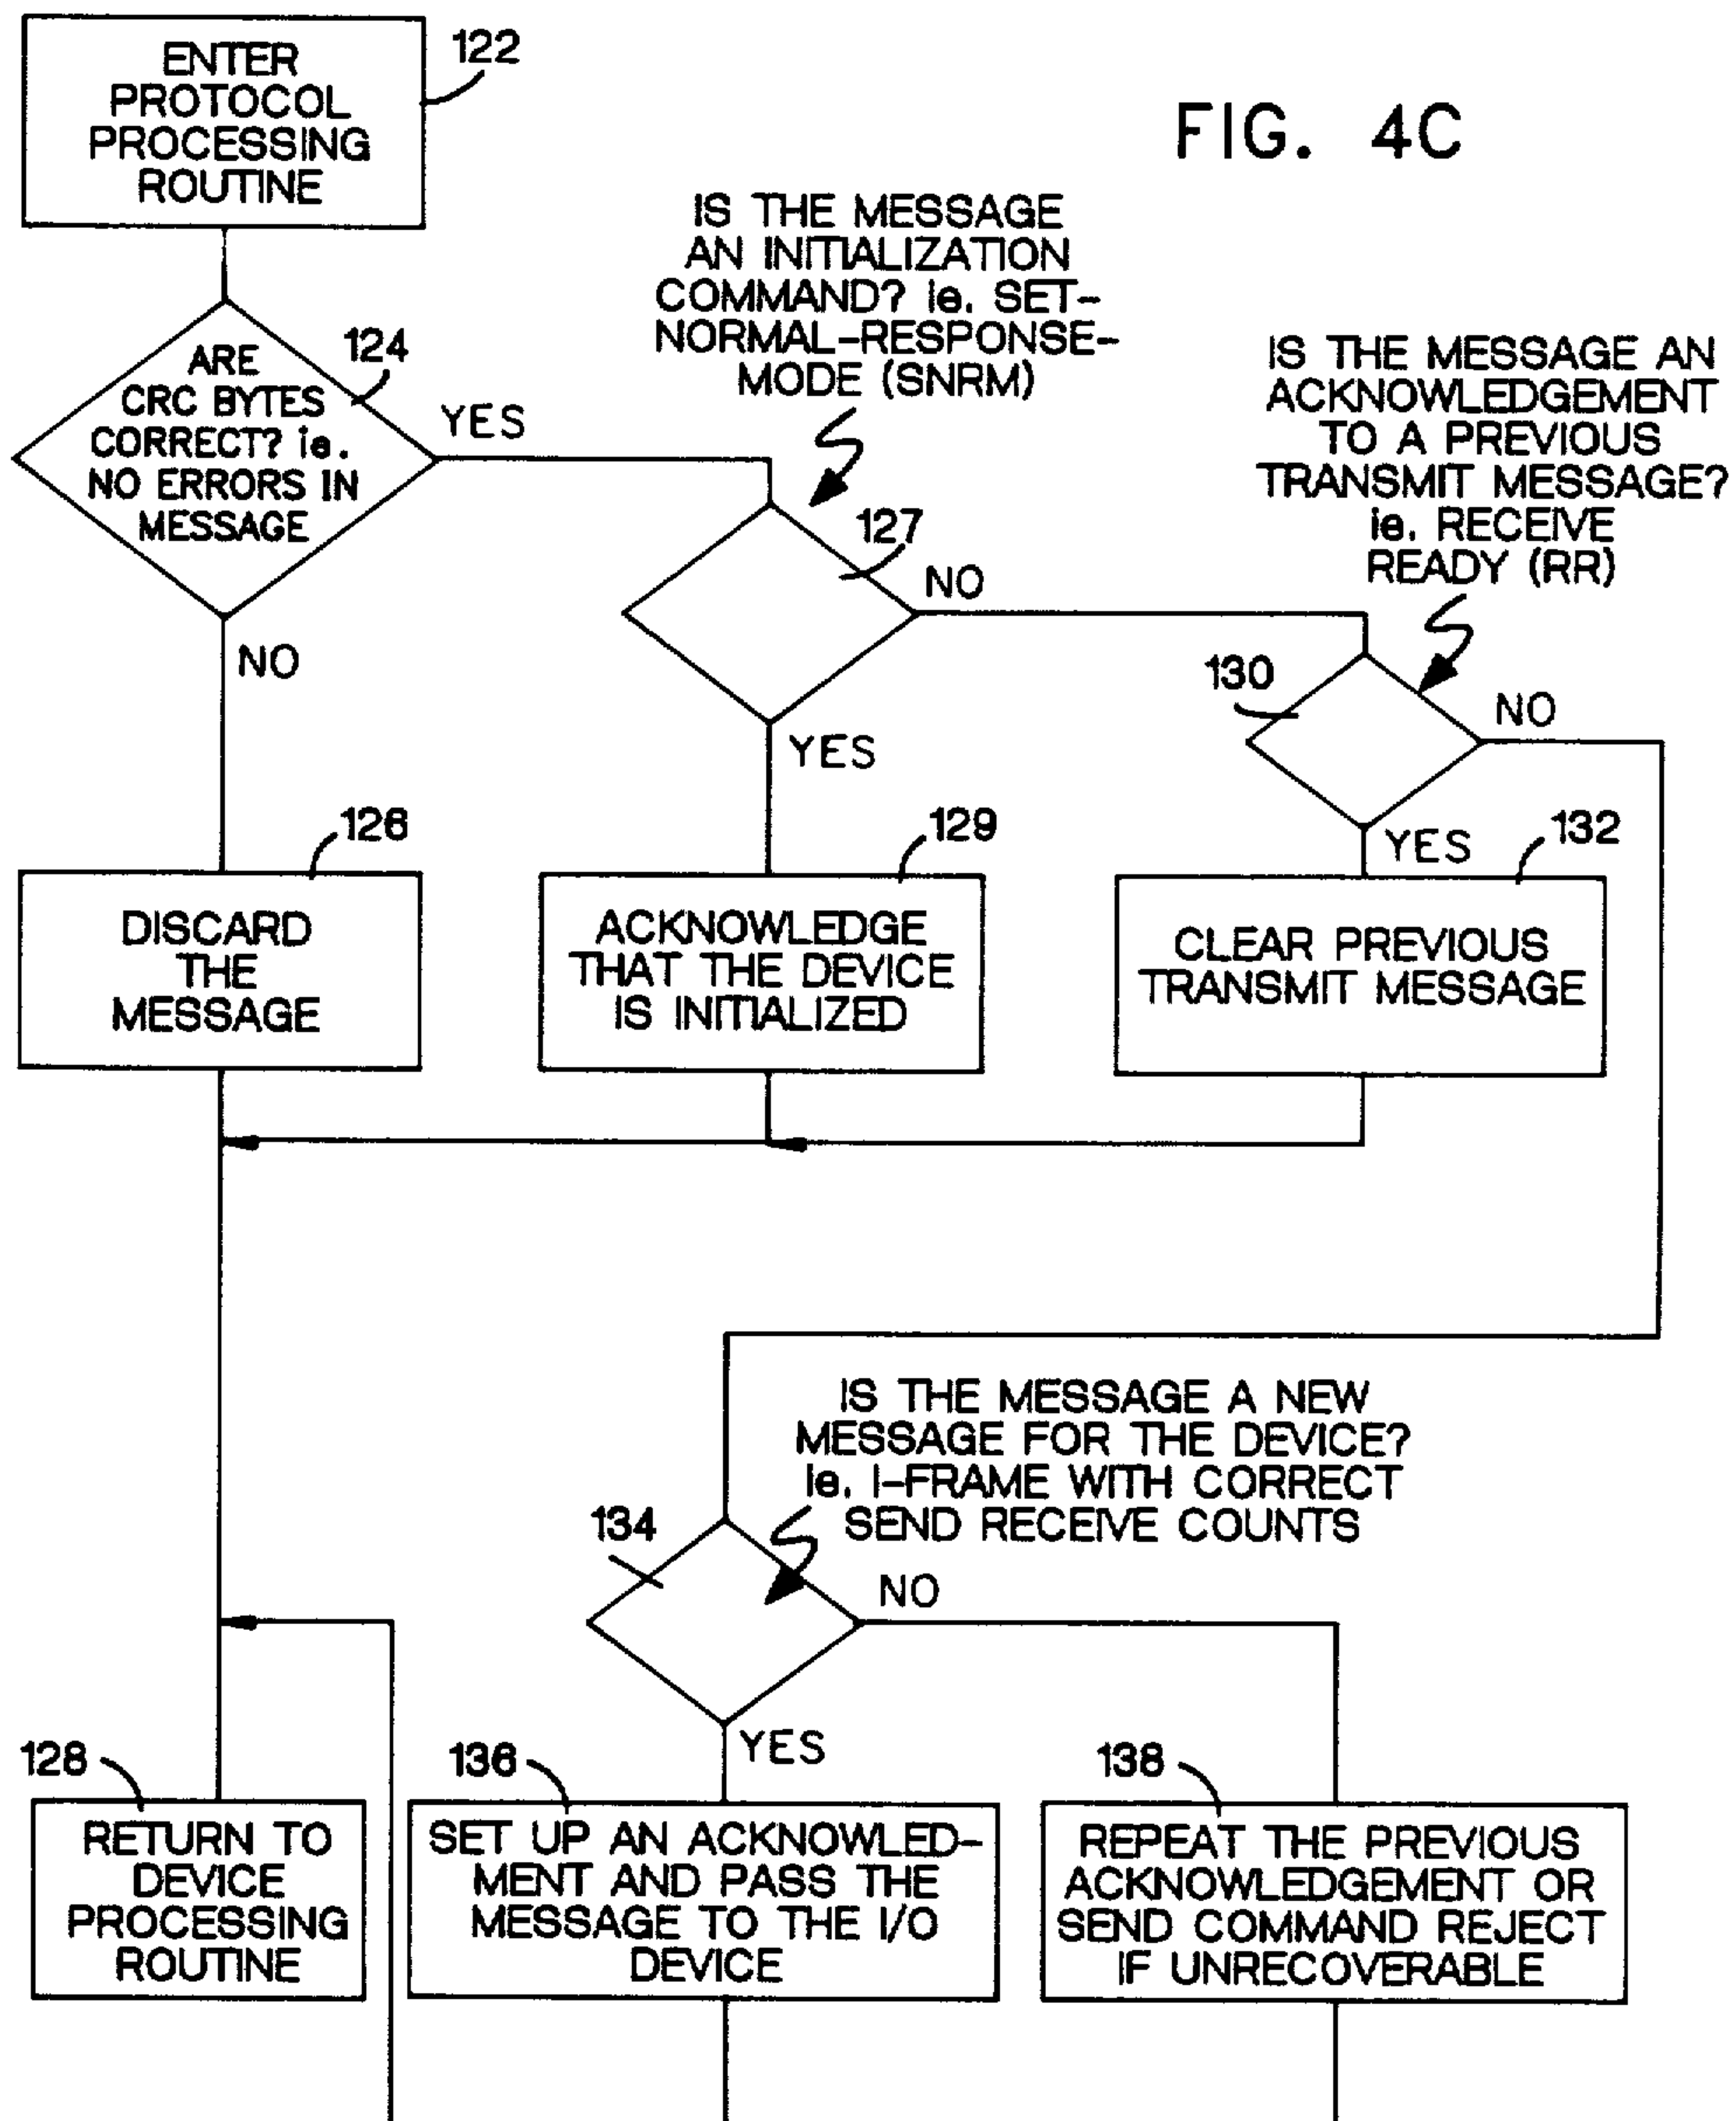 ENTER
PROTOCOL
PROCESSING
ROUTINE
122
FIG. 4C
ARE
CRC BYTES
CORRECT? ie.
NO ERRORS IN
MESSAGE
124
YES
NO
IS THE MESSAGE
AN INITIALIZATION
COMMAND? ie. SET-
NORMAL-RESPONSE-
MODE (SNRM)
127
NO
YES
IS THE MESSAGE AN
ACKNOWLEDGEMENT
TO A PREVIOUS
TRANSMIT MESSAGE?
ie. RECEIVE
READY (RR)
130
NO
YES
126
DISCARD
THE
MESSAGE
129
ACKNOWLEDGE
THAT THE DEVICE
IS INITIALIZED
132
CLEAR PREVIOUS
TRANSMIT MESSAGE
IS THE MESSAGE A NEW
MESSAGE FOR THE DEVICE?
ie. I-FRAME WITH CORRECT
SEND RECEIVE COUNTS
134
NO
YES
128
RETURN TO
DEVICE
PROCESSING
ROUTINE
136
SET UP AN ACKNOWLED-
MENT AND PASS THE
MESSAGE TO THE I/O
DEVICE
138
REPEAT THE PREVIOUS
ACKNOWLEDGEMENT OR
SEND COMMAND REJECT
IF UNRECOVERABLE